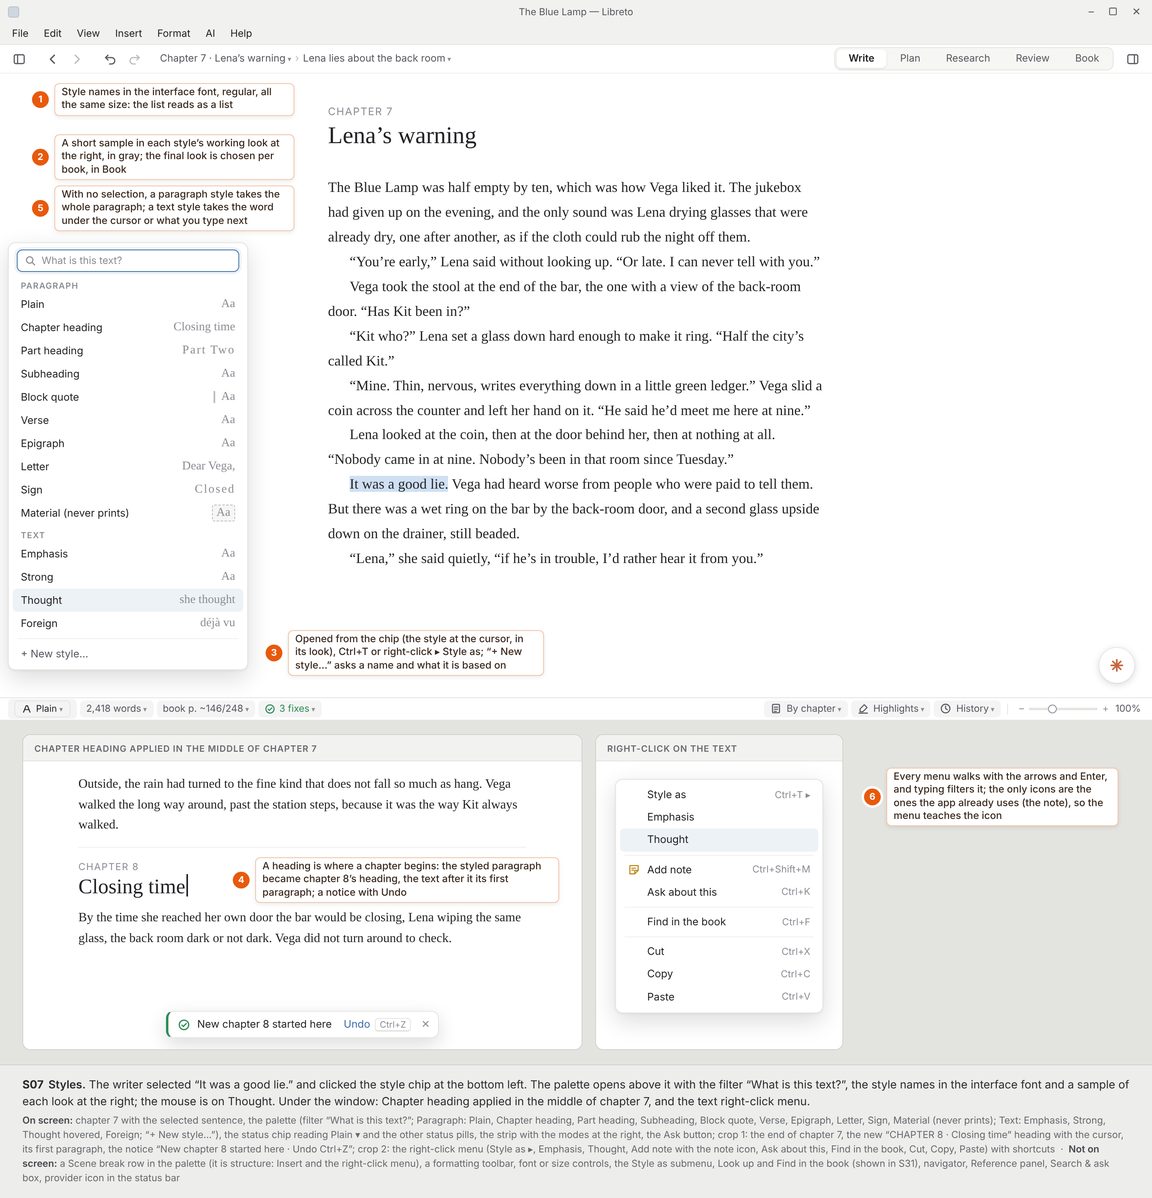 The Blue Lamp — Libreto
File Edit View Insert Format AI Help
Chapter 7 · Lena’s warning ▾ › Lena lies about the back room ▾
Write Plan Research Review Book
1 Style names in the interface font, regular, all
the same size: the list reads as a list
2 A short sample in each style’s working look at
the right, in gray; the final look is chosen per
book, in Book
5 With no selection, a paragraph style takes the
whole paragraph; a text style takes the word
under the cursor or what you type next
What is this text?
PARAGRAPH
Plain Aa
Chapter heading Closing time
Part heading Part Two
Subheading Aa
Block quote Aa
Verse Aa
Epigraph Aa
Letter Dear Vega,
Sign Closed
Material (never prints) Aa
TEXT
Emphasis Aa
Strong Aa
Thought she thought
Foreign déjà vu
+ New style...
CHAPTER 7
Lena’s warning
The Blue Lamp was half empty by ten, which was how Vega liked it. The jukebox
had given up on the evening, and the only sound was Lena drying glasses that were
already dry, one after another, as if the cloth could rub the night off them.
“You’re early,” Lena said without looking up. “Or late. I can never tell with you.”
Vega took the stool at the end of the bar, the one with a view of the back-room
door. “Has Kit been in?”
“Kit who?” Lena set a glass down hard enough to make it ring. “Half the city’s
called Kit.”
“Mine. Thin, nervous, writes everything down in a little green ledger.” Vega slid a
coin across the counter and left her hand on it. “He said he’d meet me here at nine.”
Lena looked at the coin, then at the door behind her, then at nothing at all.
“Nobody came in at nine. Nobody’s been in that room since Tuesday.”
It was a good lie. Vega had heard worse from people who were paid to tell them.
But there was a wet ring on the bar by the back-room door, and a second glass upside
down on the drainer, still beaded.
“Lena,” she said quietly, “if he’s in trouble, I’d rather hear it from you.”
3 Opened from the chip (the style at the cursor, in
its look), Ctrl+T or right-click ▸ Style as; “+ New
style...” asks a name and what it is based on
Plain ▾ 2,418 words ▾ book p. ~146/248 ▾ 3 fixes ▾ By chapter ▾ Highlights ▾ History ▾ − + 100%
CHAPTER HEADING APPLIED IN THE MIDDLE OF CHAPTER 7
Outside, the rain had turned to the fine kind that does not fall so much as hang. Vega
walked the long way around, past the station steps, because it was the way Kit always
walked.
CHAPTER 8
Closing time
4 A heading is where a chapter begins: the styled paragraph
became chapter 8’s heading, the text after it its first
paragraph; a notice with Undo
By the time she reached her own door the bar would be closing, Lena wiping the same
glass, the back room dark or not dark. Vega did not turn around to check.
New chapter 8 started here Undo Ctrl+Z ×
RIGHT-CLICK ON THE TEXT
Style as Ctrl+T ▸
Emphasis
Thought
Add note Ctrl+Shift+M
Ask about this Ctrl+K
Find in the book Ctrl+F
Cut Ctrl+X
Copy Ctrl+C
Paste Ctrl+V
6 Every menu walks with the arrows and Enter,
and typing filters it; the only icons are the
ones the app already uses (the note), so the
menu teaches the icon
S07 Styles. The writer selected “It was a good lie.” and clicked the style chip at the bottom left. The palette opens above it with the filter “What is this text?”, the style names in the interface font and a sample of
each look at the right; the mouse is on Thought. Under the window: Chapter heading applied in the middle of chapter 7, and the text right-click menu.
On screen: chapter 7 with the selected sentence, the palette (filter “What is this text?”; Paragraph: Plain, Chapter heading, Part heading, Subheading, Block quote, Verse, Epigraph, Letter, Sign, Material (never prints); Text: Emphasis, Strong,
Thought hovered, Foreign; “+ New style...”), the status chip reading Plain ▾ and the other status pills, the strip with the modes at the right, the Ask button; crop 1: the end of chapter 7, the new “CHAPTER 8 · Closing time” heading with the cursor,
its first paragraph, the notice “New chapter 8 started here · Undo Ctrl+Z”; crop 2: the right-click menu (Style as ▸, Emphasis, Thought, Add note with the note icon, Ask about this, Find in the book, Cut, Copy, Paste) with shortcuts · Not on
screen: a Scene break row in the palette (it is structure: Insert and the right-click menu), a formatting toolbar, font or size controls, the Style as submenu, Look up and Find in the book (shown in S31), navigator, Reference panel, Search & ask
box, provider icon in the status bar